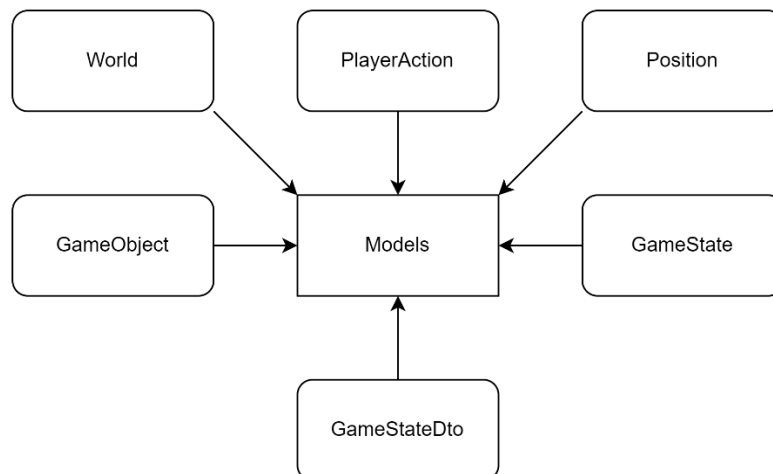 World
PlayerAction
Position
GameObject
Models
GameState
GameStateDto